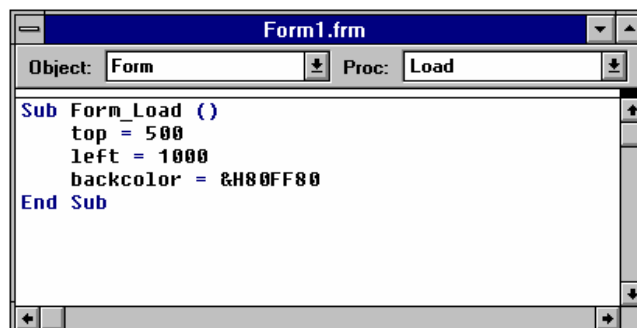 Form1.frm
Object: Form Proc: Load
Sub Form_Load ()
    top = 500
    left = 1000
    backcolor = &H80FF80
End Sub